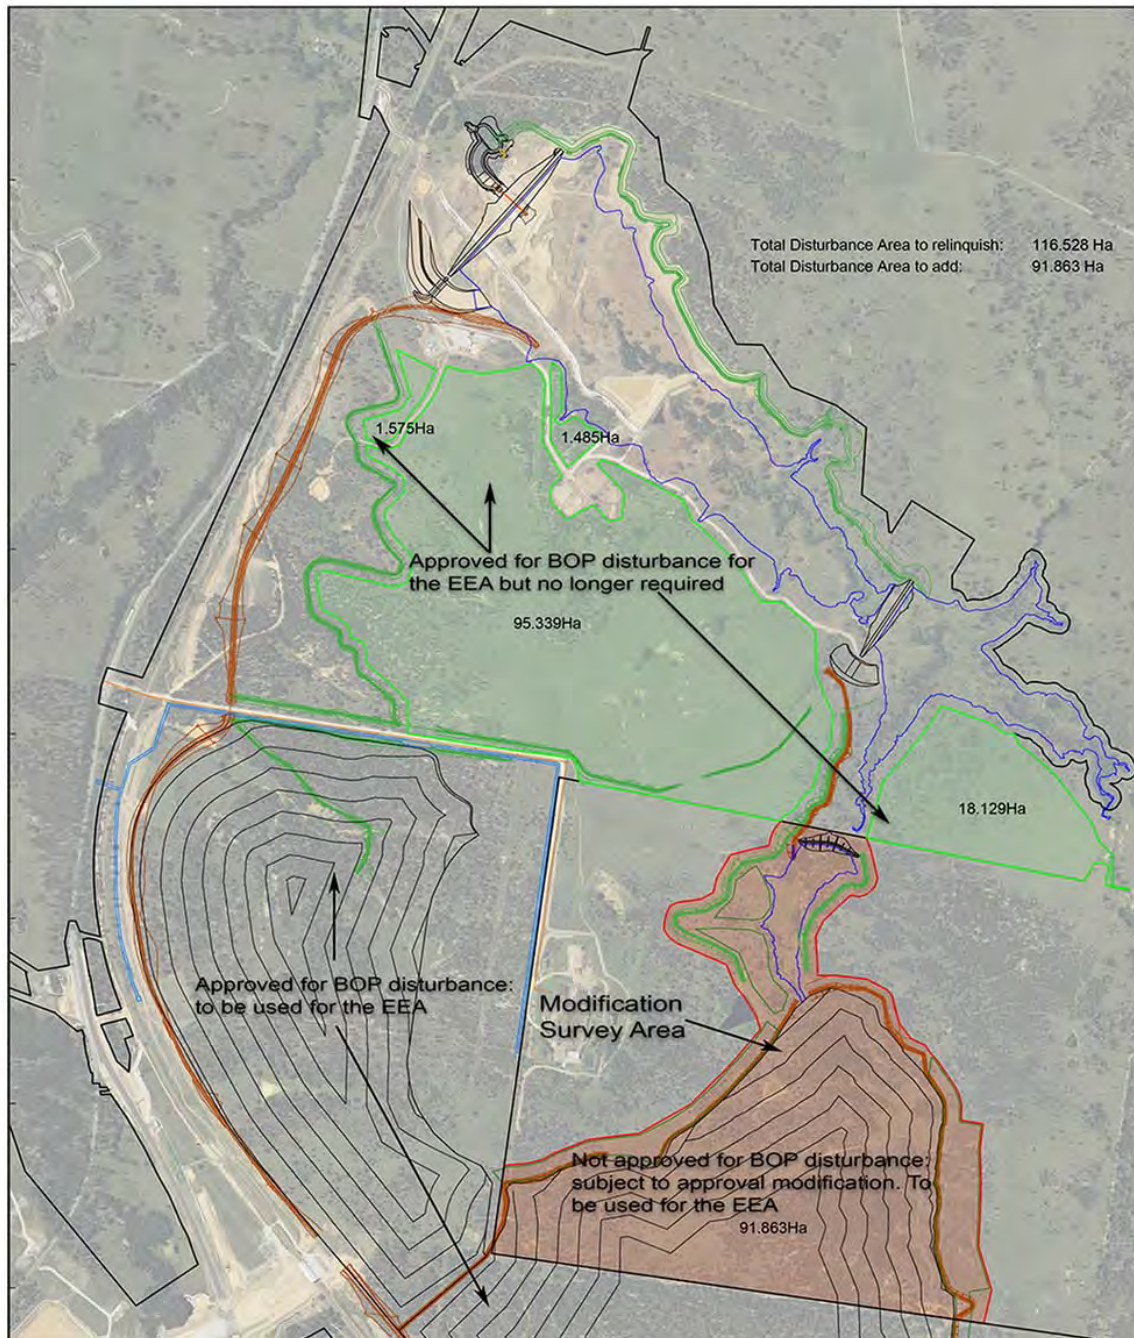 Total Disturbance Area to relinquish: 116.528 Ha
Total Disturbance Area to add: 91.863 Ha
1.575Ha
1.485Ha
Approved for BOP disturbance for
the EEA but no longer required
95.339Ha
18.129Ha
Approved for BOP disturbance:
to be used for the EEA
Modification
Survey Area
Not approved for BOP disturbance:
subject to approval modification. To
be used for the EEA
91.863Ha